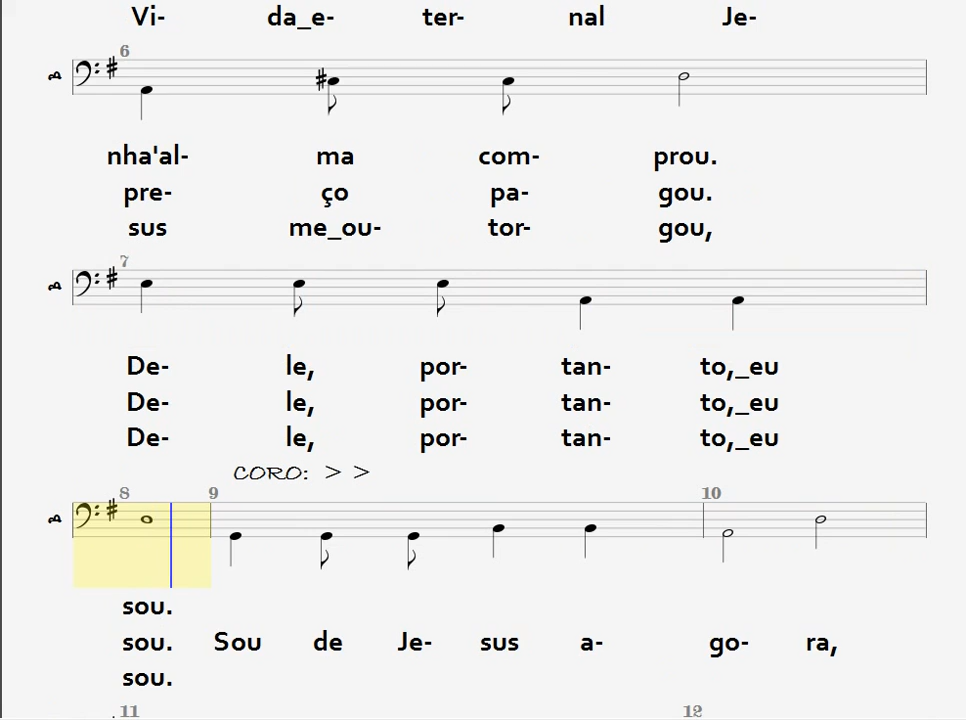 Vi- da_e- ter- nal Je-
6
nha'al- ma com- prou.
pre- ço pa- gou.
sus me_ou- tor- gou,
7
De- le, por- tan- to,_eu
De- le, por- tan- to,_eu
De- le, por- tan- to,_eu
CORO: > >
8 9 10
sou.
sou. Sou de Je- sus a- go- ra,
sou.
11 12